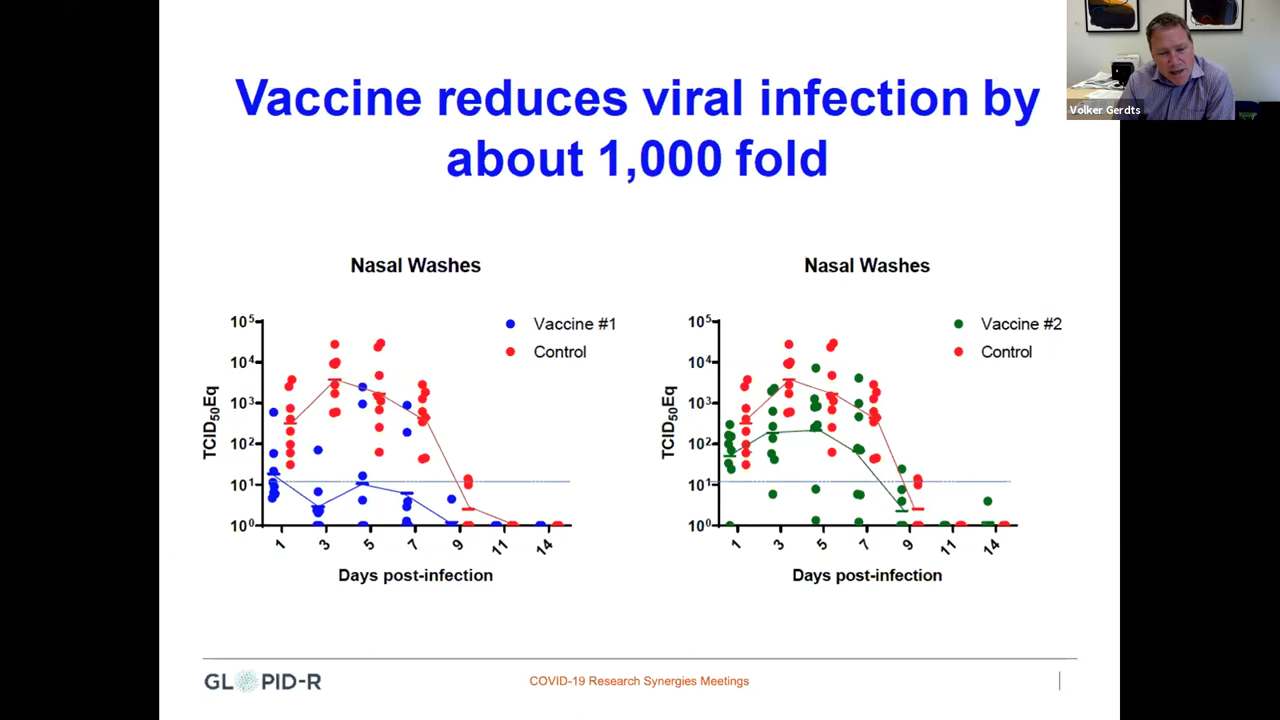 Vaccine reduces viral infection by
about 1,000 fold
Volker Gerdts
Nasal Washes
10⁵
10⁴
10³
10²
10¹
10⁰
TCID₅₀Eq
Vaccine #1
Control
1 3 5 7 9 11 14
Days post-infection
Nasal Washes
10⁵
10⁴
10³
10²
10¹
10⁰
TCID₅₀Eq
Vaccine #2
Control
1 3 5 7 9 11 14
Days post-infection
GLOPID-R
COVID-19 Research Synergies Meetings